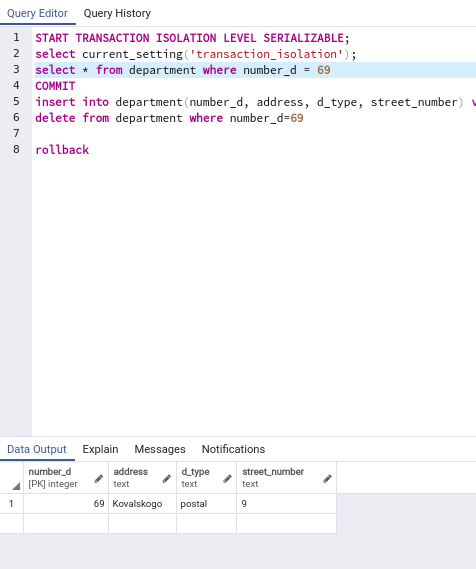 Query Editor Query History
1 START TRANSACTION ISOLATION LEVEL SERIALIZABLE;
2 select current_setting('transaction_isolation');
3 select * from department where number_d = 69
4 COMMIT
5 insert into department(number_d, address, d_type, street_number)
6 delete from department where number_d=69
7
8 rollback
Data Output Explain Messages Notifications
number_d address d_type street_number
[PK] integer text text text
1 69 Kovalskogo postal 9